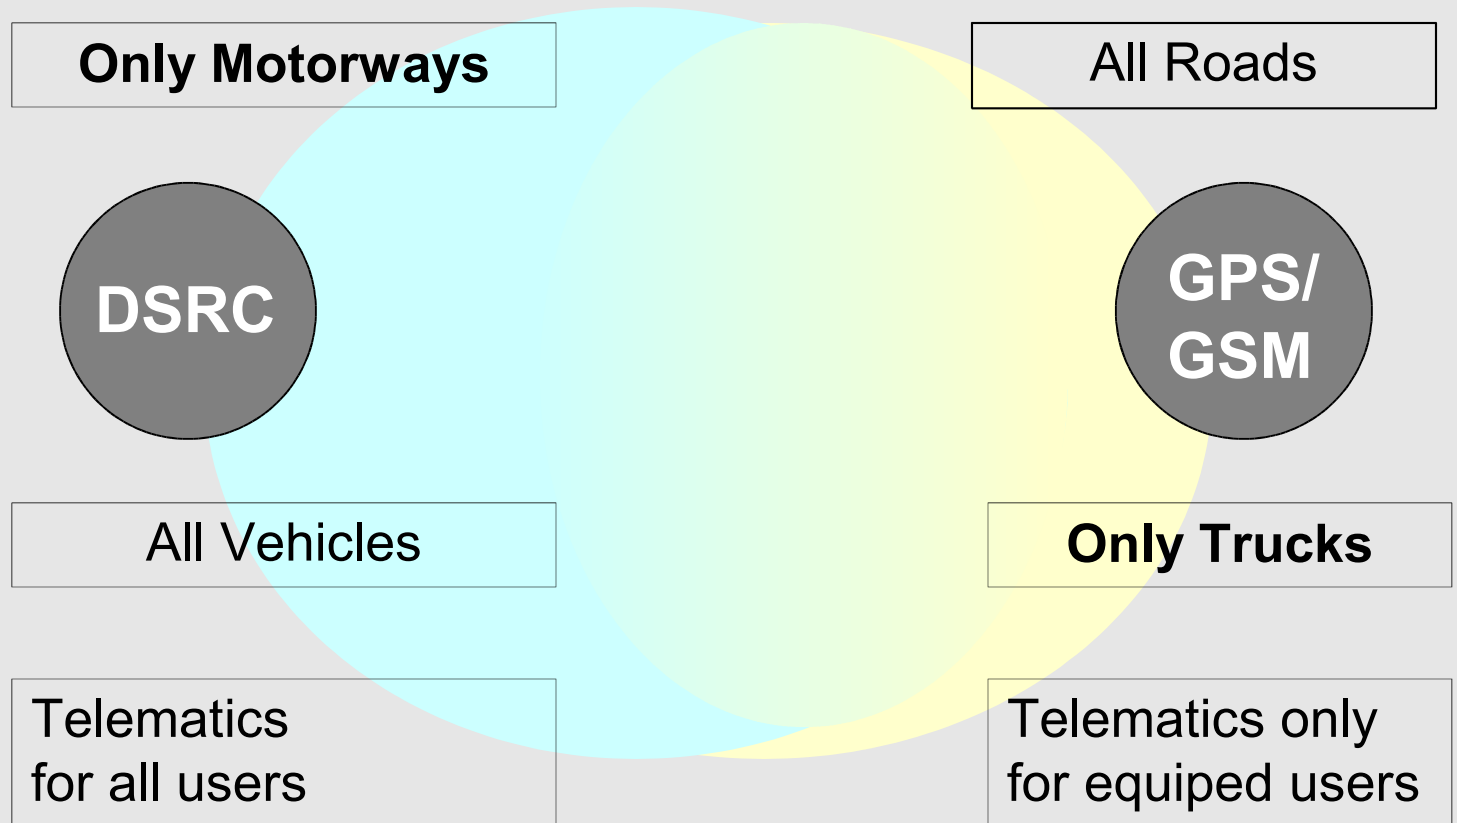 Only Motorways
All Roads
DSRC
GPS/
GSM
All Vehicles
Only Trucks
Telematics
for all users
Telematics only
for equiped users